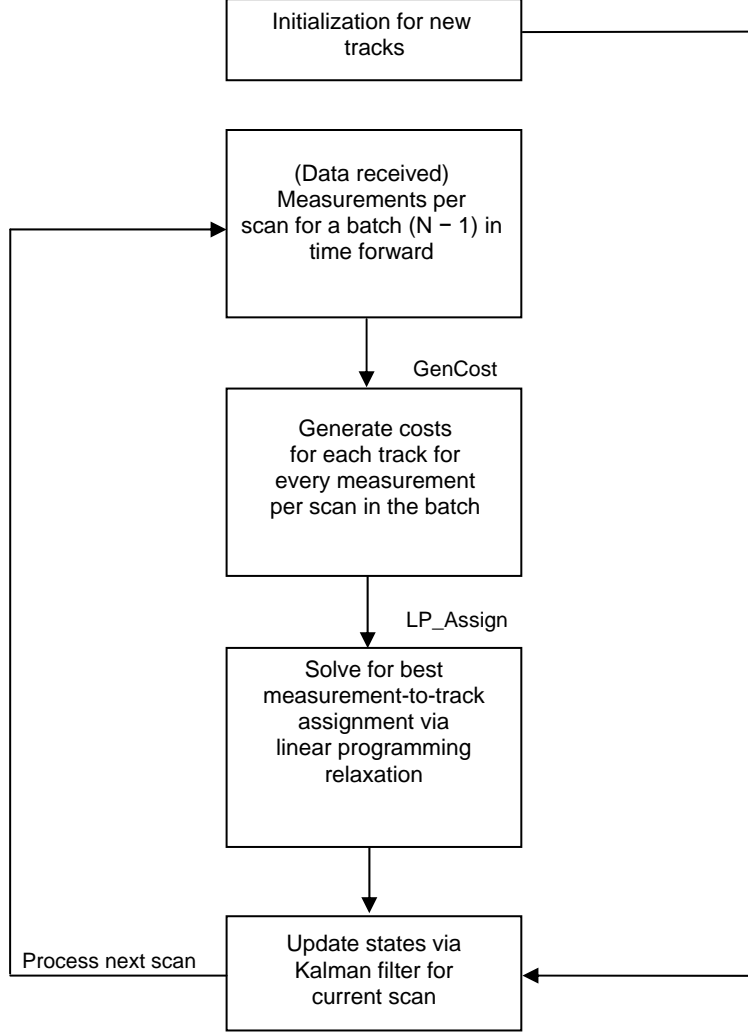 Initialization for new
tracks
(Data received)
Measurements per
scan for a batch (N − 1) in
time forward
GenCost
Generate costs
for each track for
every measurement
per scan in the batch
LP_Assign
Solve for best
measurement-to-track
assignment via
linear programming
relaxation
Process next scan
Update states via
Kalman filter for
current scan